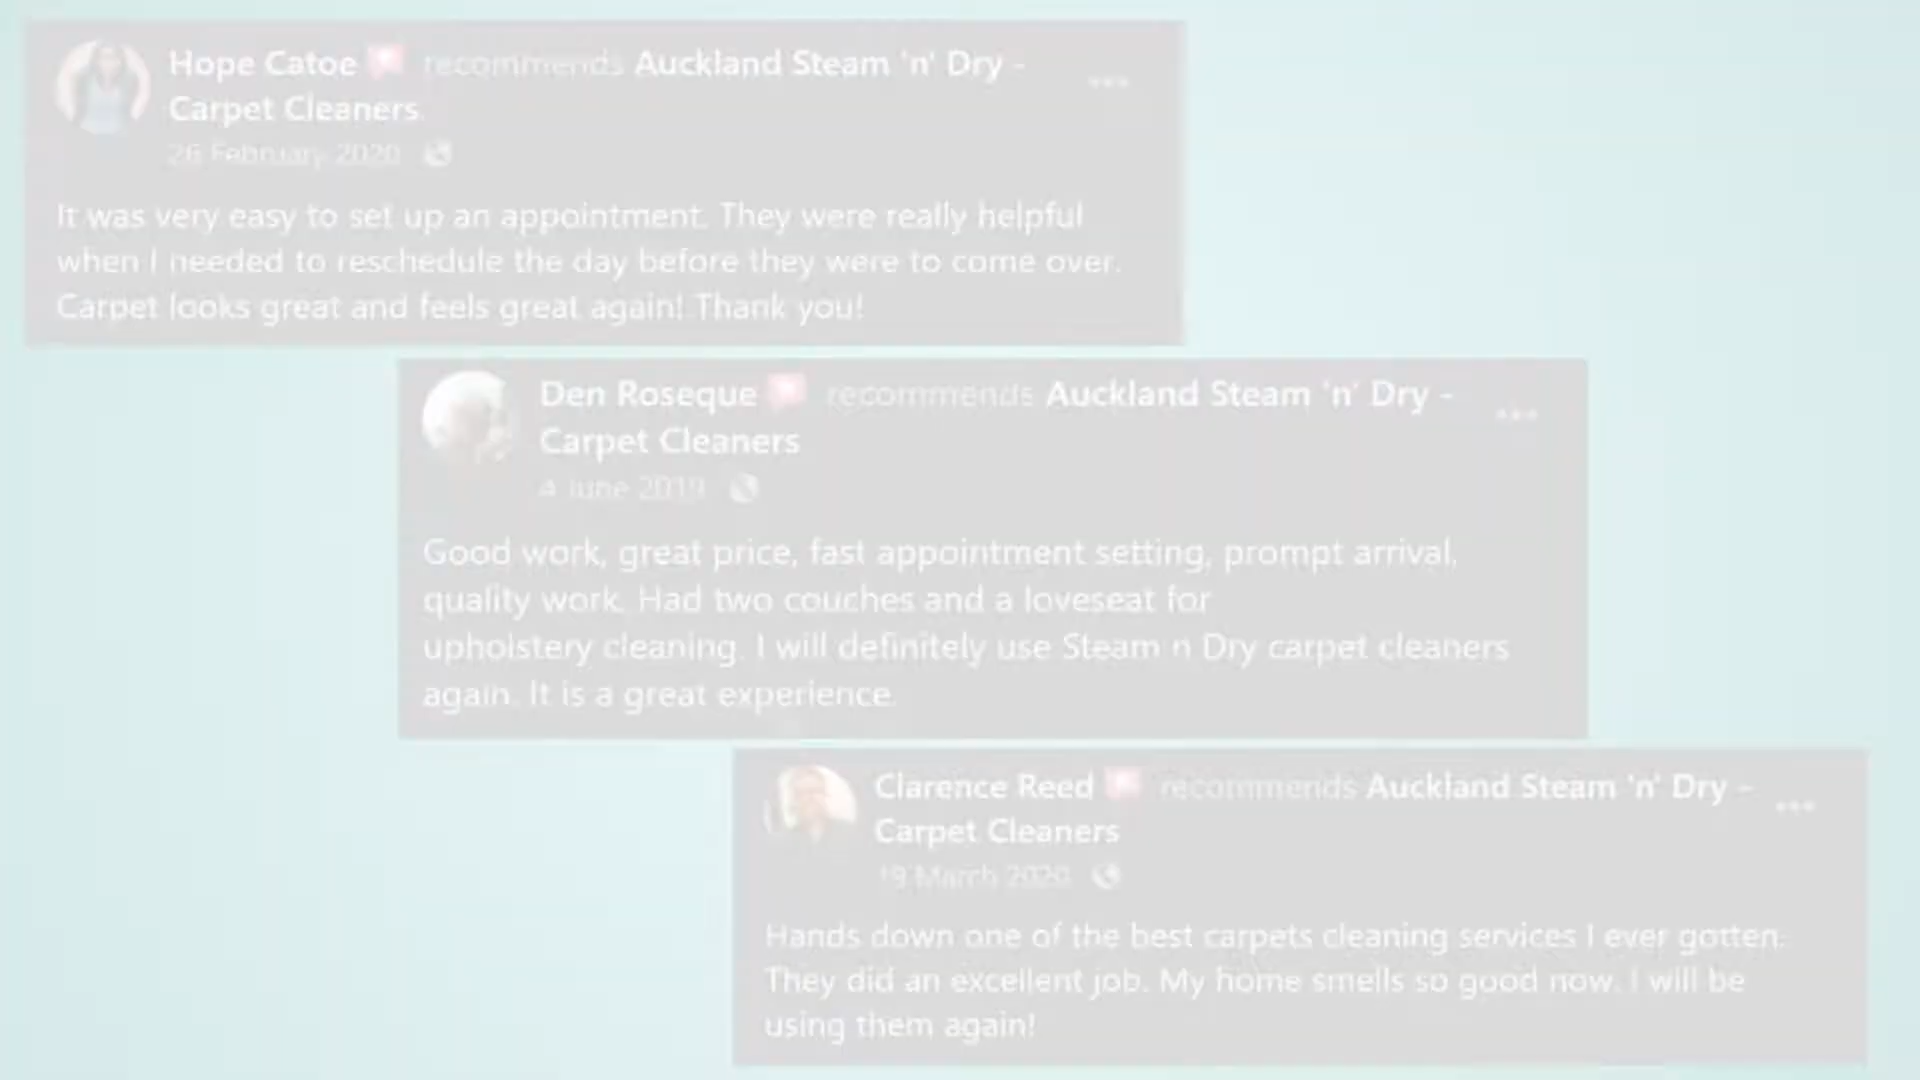 Hope Catoe recommends Auckland Steam 'n' Dry -
Carpet Cleaners
26 February 2020
It was very easy to set up an appointment. They were really helpful
when I needed to reschedule the day before they were to come over.
Carpet looks great and feels great again! Thank you!
Den Roseque recommends Auckland Steam 'n' Dry -
Carpet Cleaners
4 June 2019
Good work, great price, fast appointment setting, prompt arrival,
quality work. Had two couches and a loveseat for
upholstery cleaning. I will definitely use Steam n Dry carpet cleaners
again. It is a great experience.
Clarence Reed recommends Auckland Steam 'n' Dry -
Carpet Cleaners
19 March 2020
Hands down one of the best carpets cleaning services I ever gotten.
They did an excellent job. My home smells so good now. I will be
using them again!